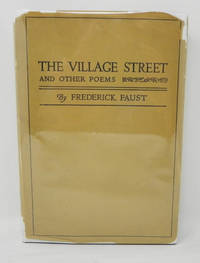 THE VILLAGE STREET
AND OTHER POEMS
By FREDERICK FAUST